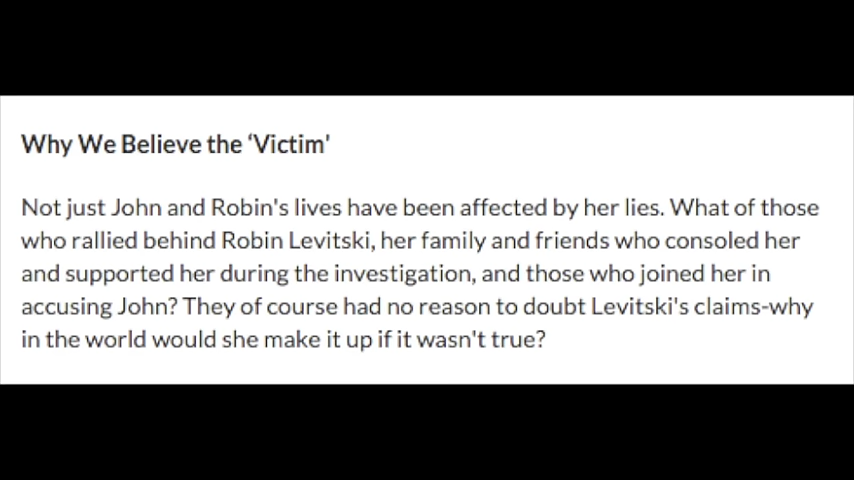 Why We Believe the ‘Victim’
Not just John and Robin's lives have been affected by her lies. What of those
who rallied behind Robin Levitski, her family and friends who consoled her
and supported her during the investigation, and those who joined her in
accusing John? They of course had no reason to doubt Levitski's claims-why
in the world would she make it up if it wasn't true?